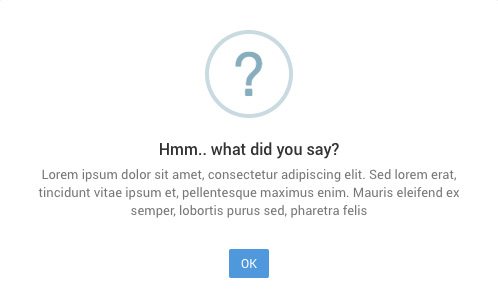 ?
Hmm.. what did you say?
Lorem ipsum dolor sit amet, consectetur adipiscing elit. Sed lorem erat,
tincidunt vitae ipsum et, pellentesque maximus enim. Mauris eleifend ex
semper, lobortis purus sed, pharetra felis
OK